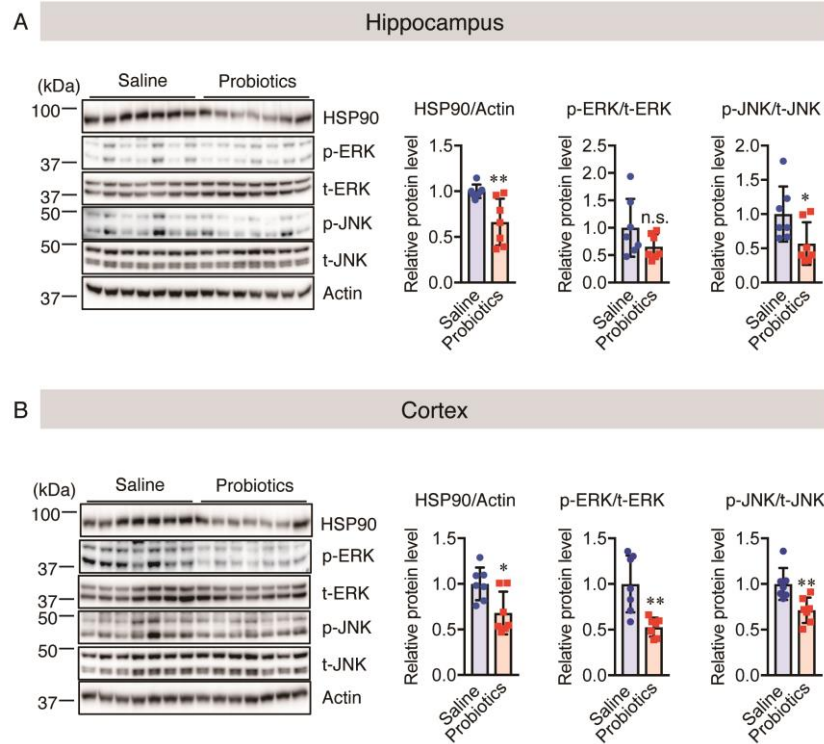 A Hippocampus
(kDa) Saline Probiotics
100 HSP90
p-ERK
37
t-ERK
37
50 p-JNK
50 t-JNK
37 Actin
HSP90/Actin
Relative protein level
1.5
1.0
0.5
0.0
**
Saline
Probiotics
p-ERK/t-ERK
Relative protein level
2.5
2.0
1.5
1.0
0.5
0.0
n.s.
Saline
Probiotics
p-JNK/t-JNK
Relative protein level
2.0
1.5
1.0
0.5
0.0
*
Saline
Probiotics
B Cortex
(kDa) Saline Probiotics
100 HSP90
p-ERK
37
t-ERK
37
50 p-JNK
50 t-JNK
37 Actin
HSP90/Actin
Relative protein level
1.5
1.0
0.5
0.0
*
Saline
Probiotics
p-ERK/t-ERK
Relative protein level
1.5
1.0
0.5
0.0
**
Saline
Probiotics
p-JNK/t-JNK
Relative protein level
1.5
1.0
0.5
0.0
**
Saline
Probiotics